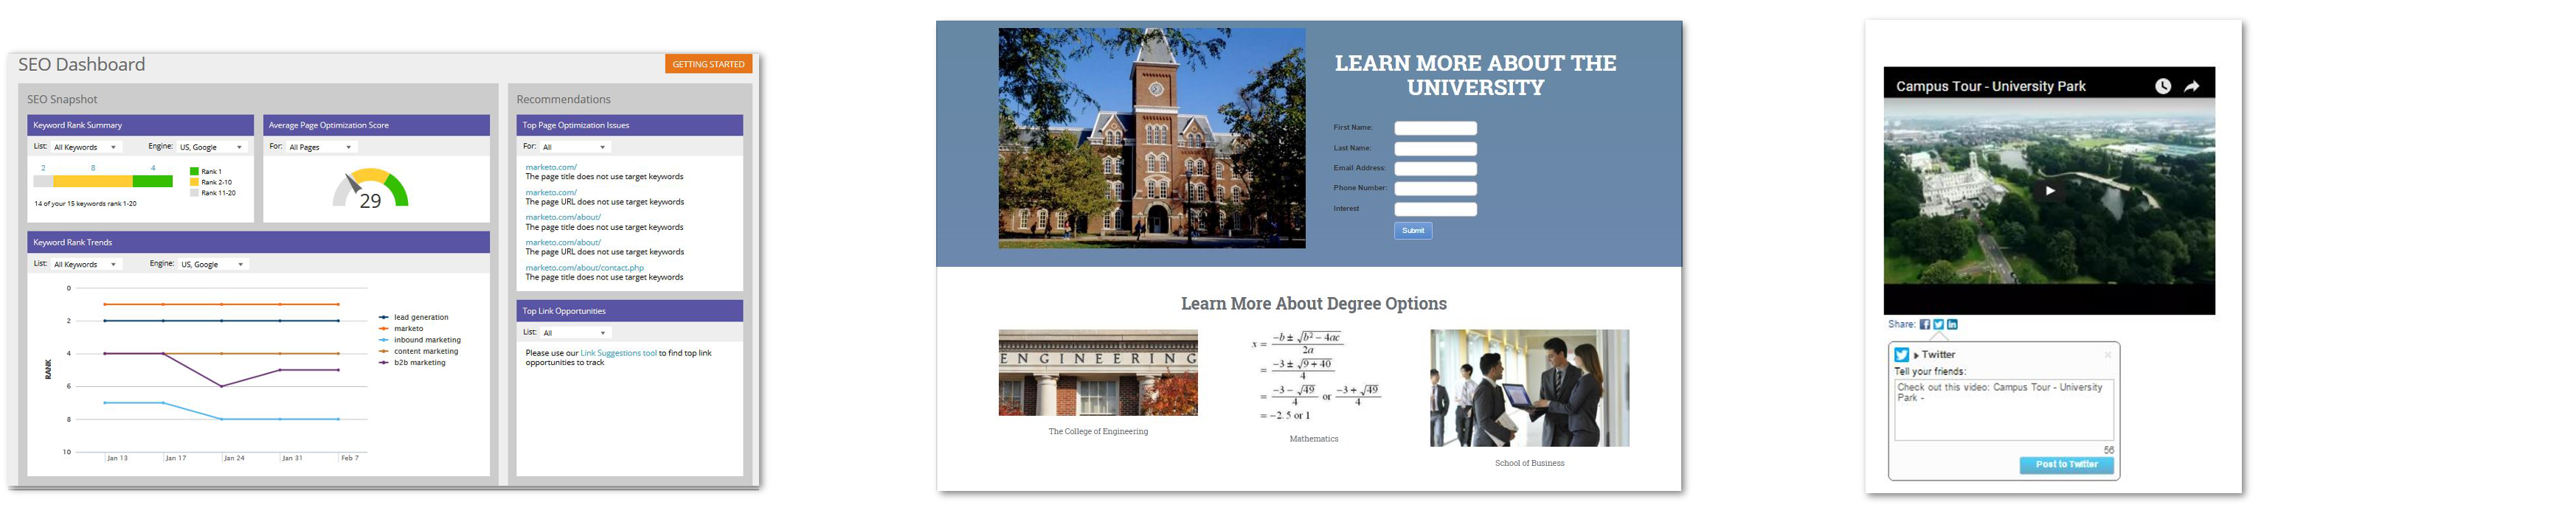 SEO Dashboard
GETTING STARTED
SEO Snapshot
Keyword Rank Summary
List: All Keywords Engine: US, Google
2 8 4
Rank 1
Rank 2-10
Rank 11-20
14 of your 15 keywords rank 1-20
Average Page Optimization Score
For: All Pages
29
Keyword Rank Trends
List: All Keywords Engine: US, Google
0
2
4
6
8
10
RANK
Jan 13 Jan 17 Jan 24 Jan 31 Feb 7
lead generation
marketo
inbound marketing
content marketing
b2b marketing
Recommendations
Top Page Optimization Issues
For: All
marketo.com/
The page title does not use target keywords
marketo.com/
The page URL does not use target keywords
marketo.com/about/
The page title does not use target keywords
marketo.com/about/
The page URL does not use target keywords
marketo.com/about/contact.php
The page title does not use target keywords
Top Link Opportunities
List: All
Please use our Link Suggestions tool to find top link
opportunities to track
LEARN MORE ABOUT THE
UNIVERSITY
First Name:
Last Name:
Email Address:
Phone Number:
Interest
Submit
Learn More About Degree Options
ENGINEERING
The College of Engineering
x = (-b ± √(b² – 4ac)) / 2a
= (-3 ± √(9 + 40)) / 4
= (-3 – √49) / 4 or (-3 + √49) / 4
= –2.5 or 1
Mathematics
School of Business
Campus Tour - University Park
Share:
Twitter
Tell your friends:
Check out this video: Campus Tour - University
Park -
56
Post to Twitter